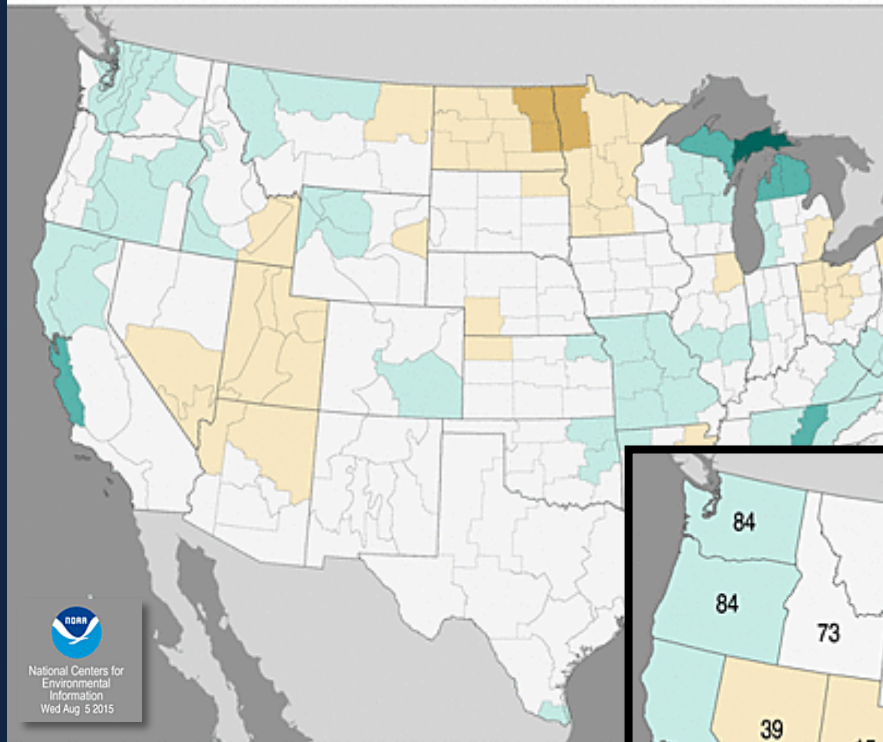 NOAA
National Centers for
Environmental
Information
Wed Aug 5 2015
84
84
73
39